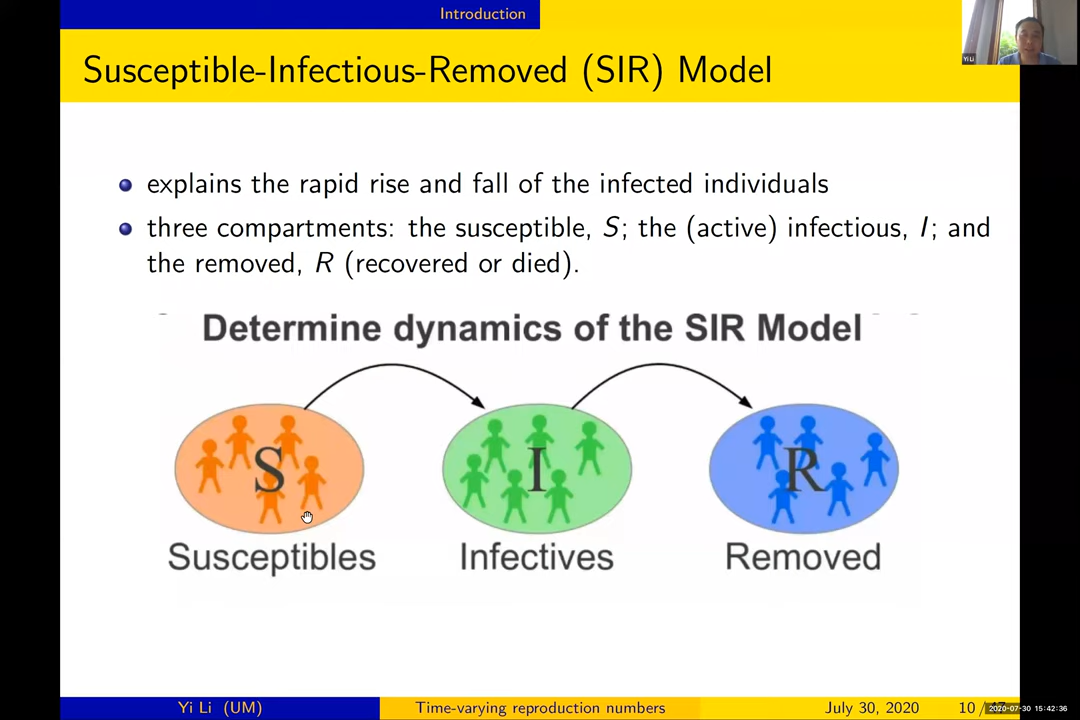 Introduction
Susceptible-Infectious-Removed (SIR) Model
Yi Li
explains the rapid rise and fall of the infected individuals
three compartments: the susceptible, S; the (active) infectious, I; and
the removed, R (recovered or died).
Determine dynamics of the SIR Model
S
I
R
Susceptibles
Infectives
Removed
Yi Li (UM)
Time-varying reproduction numbers
July 30, 2020
10 /
2020-07-30 15:42:36